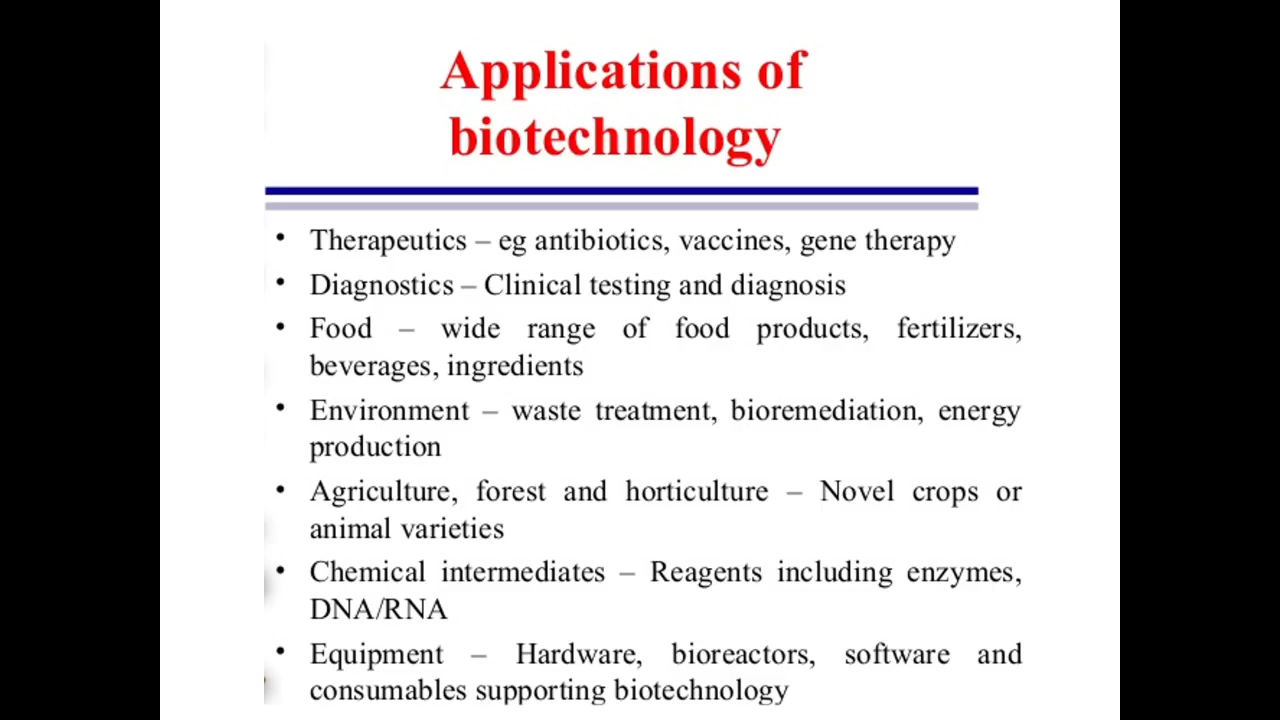 Applications of
biotechnology
• Therapeutics – eg antibiotics, vaccines, gene therapy
• Diagnostics – Clinical testing and diagnosis
• Food – wide range of food products, fertilizers,
beverages, ingredients
• Environment – waste treatment, bioremediation, energy
production
• Agriculture, forest and horticulture – Novel crops or
animal varieties
• Chemical intermediates – Reagents including enzymes,
DNA/RNA
• Equipment – Hardware, bioreactors, software and
consumables supporting biotechnology